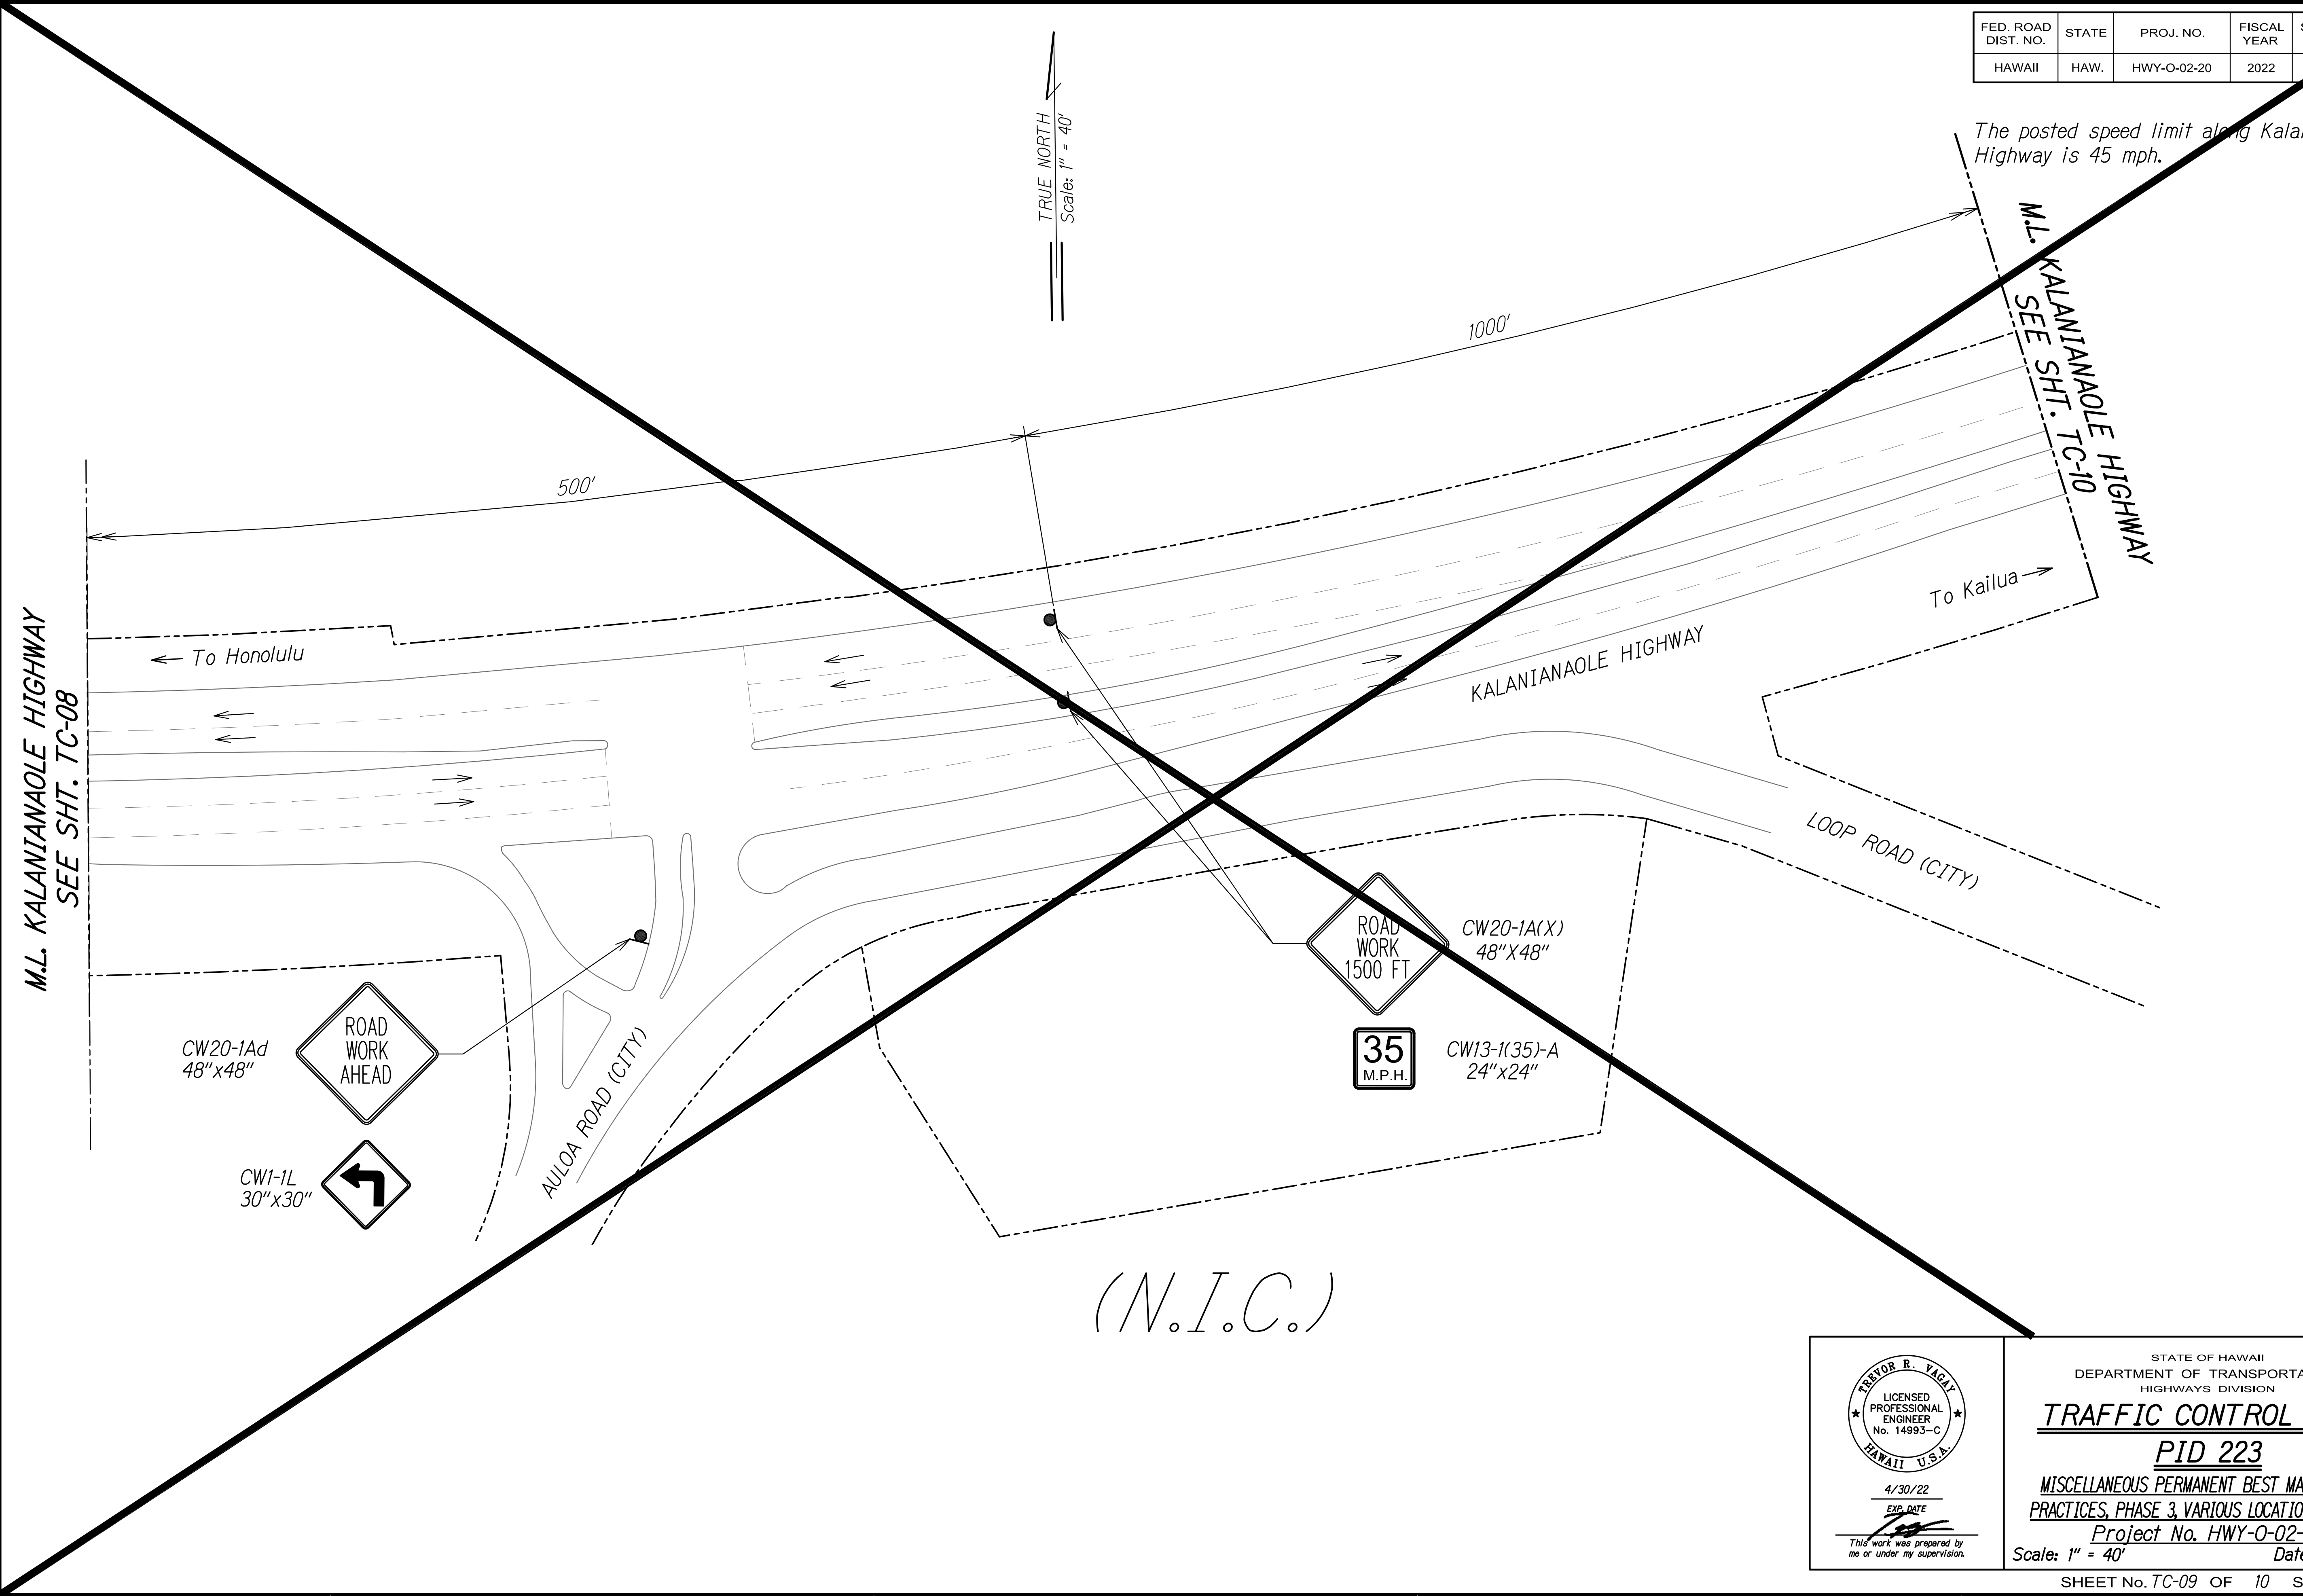 FED. ROAD DIST. NO.
STATE
PROJ. NO.
FISCAL YEAR
HAWAII
HAW.
HWY-O-02-20
2022
The posted speed limit along
Highway is 45 mph.
TRUE NORTH
Scale: 1" = 40'
1000'
500'
M.L. KALANIANAOLE HIGHWAY
SEE SHT. TC-10
M.L. KALANIANAOLE HIGHWAY
SEE SHT. TC-08
To Honolulu
To Kailua
KALANIANAOLE HIGHWAY
LOOP ROAD (CITY)
AULOA ROAD (CITY)
ROAD
WORK
1500 FT
CW20-1A(X)
48"X48"
35
M.P.H.
CW13-1(35)-A
24"x24"
ROAD
WORK
AHEAD
CW20-1Ad
48"x48"
CW1-1L
30"x30"
(N.I.C.)
TREVOR R. VAGAY
LICENSED
PROFESSIONAL
ENGINEER
No. 14993-C
HAWAII U.S.A.
4/30/22
EXP. DATE
This work was prepared by
me or under my supervision.
STATE OF HAWAII
DEPARTMENT OF
HIGHWAYS DIVISION
TRAFFIC CONTROL
PID 223
MISCELLANEOUS PERMANENT BEST
PRACTICES, PHASE 3, VARIOUS
Project No. HWY-O-02-
Scale: 1" = 40'
SHEET No. TC-09 OF 10